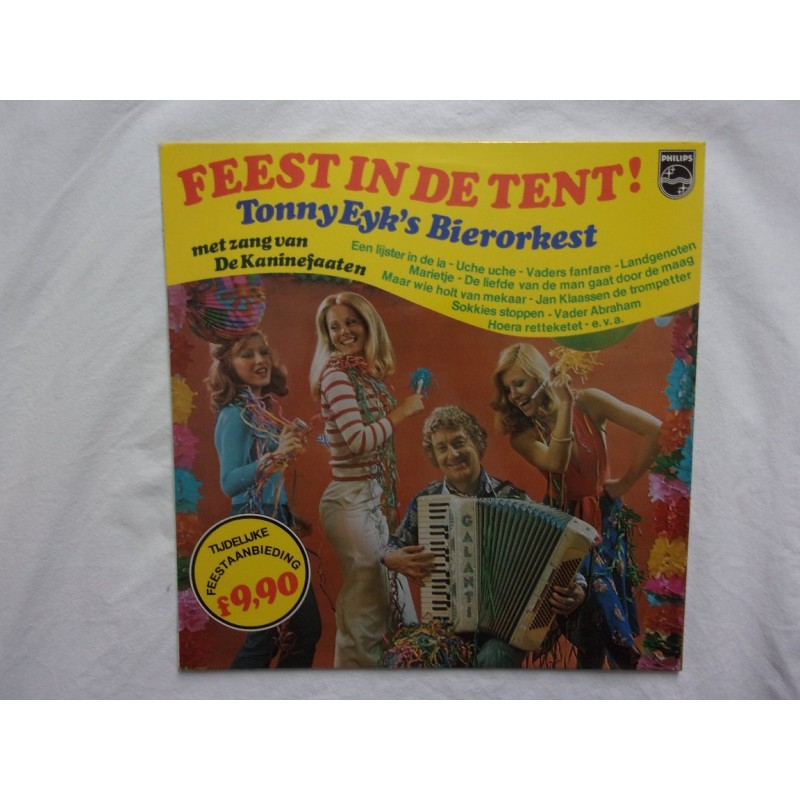 FEEST IN DE TENT!
PHILIPS
Tonny Eyk's Bierorkest
met zang van
De Kaninefaaten
Een lijster in de la - Uche uche - Vaders fanfare - Landgenoten
Marietje - De liefde van de man gaat door de maag
Maar wie holt van mekaar - Jan Klaassen de trompetter
Sokkies stoppen - Vader Abraham
Hoera retteketet - e.v.a.
GALANTI
TIJDELIJKE
FEESTAANBIEDING
f9,90